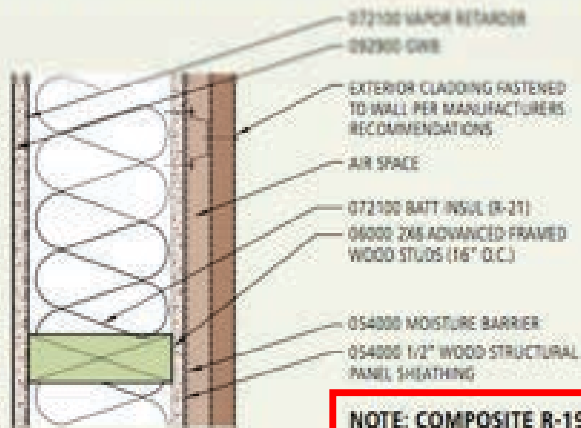 072100 VAPOR RETARDER
092900 GWB
EXTERIOR CLADDING FASTENED
TO WALL PER MANUFACTURERS
RECOMMENDATIONS
AIR SPACE
072100 BATT INSUL (R-21)
06000 2X6 ADVANCED FRAMED
WOOD STUDS (16" O.C.)
054000 MOISTURE BARRIER
054000 1/2" WOOD STRUCTURAL
PANEL SHEATHING
NOTE: COMPOSITE R-19